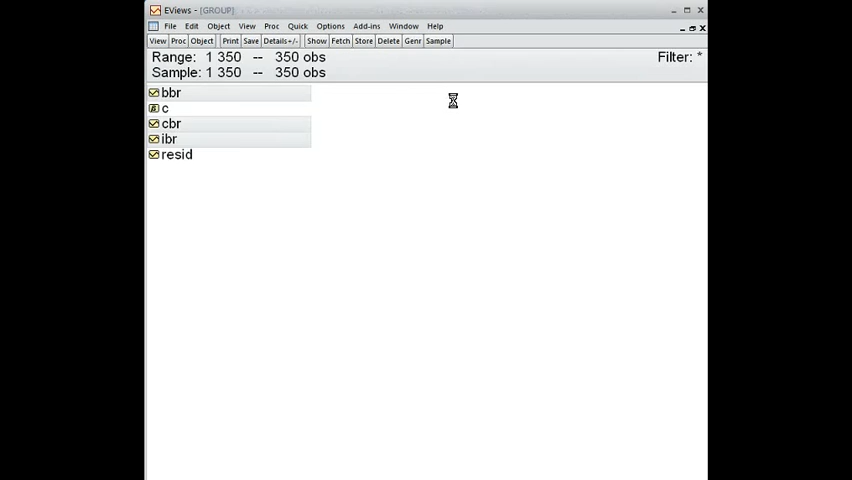 EViews - [GROUP]
File Edit Object View Proc Quick Options Add-ins Window Help
View Proc Object Print Save Details+/- Show Fetch Store Delete Genr Sample
Range: 1 350 -- 350 obs Filter: *
Sample: 1 350 -- 350 obs
bbr
c
cbr
ibr
resid